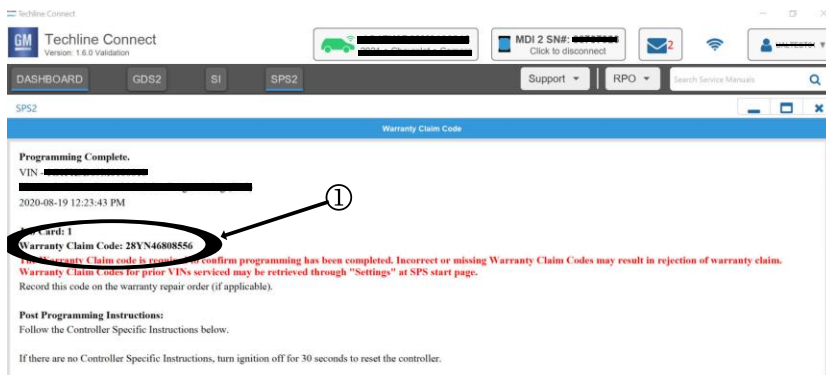 Techline Connect
GM
Techline Connect
Version: 1.6.0 Validation
MDI 2 SN#:
Click to disconnect
2
DASHBOARD
GDS2
SI
SPS2
Support
RPO
Search Service Manuals
SPS2
Warranty Claim Code
Programming Complete.
VIN -
2020-08-19 12:23:43 PM
①
Card: 1
Warranty Claim Code: 28YN46808556
The Warranty Claim code is required to confirm programming has been completed. Incorrect or missing Warranty Claim Codes may result in rejection of warranty claim.
Warranty Claim Codes for prior VINs serviced may be retrieved through "Settings" at SPS start page.
Record this code on the warranty repair order (if applicable).
Post Programming Instructions:
Follow the Controller Specific Instructions below.
If there are no Controller Specific Instructions, turn ignition off for 30 seconds to reset the controller.